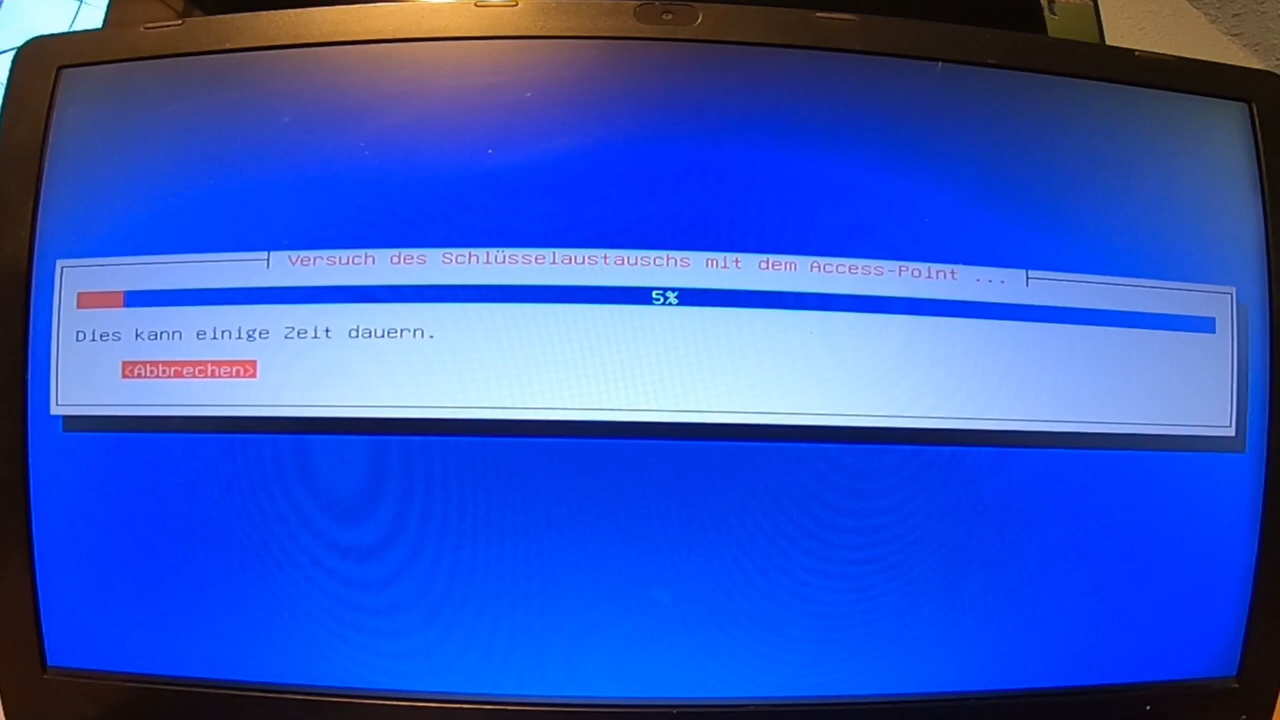 Versuch des Schlüsselaustauschs mit dem Access-Point ...
5%
Dies kann einige Zeit dauern.
<Abbrechen>